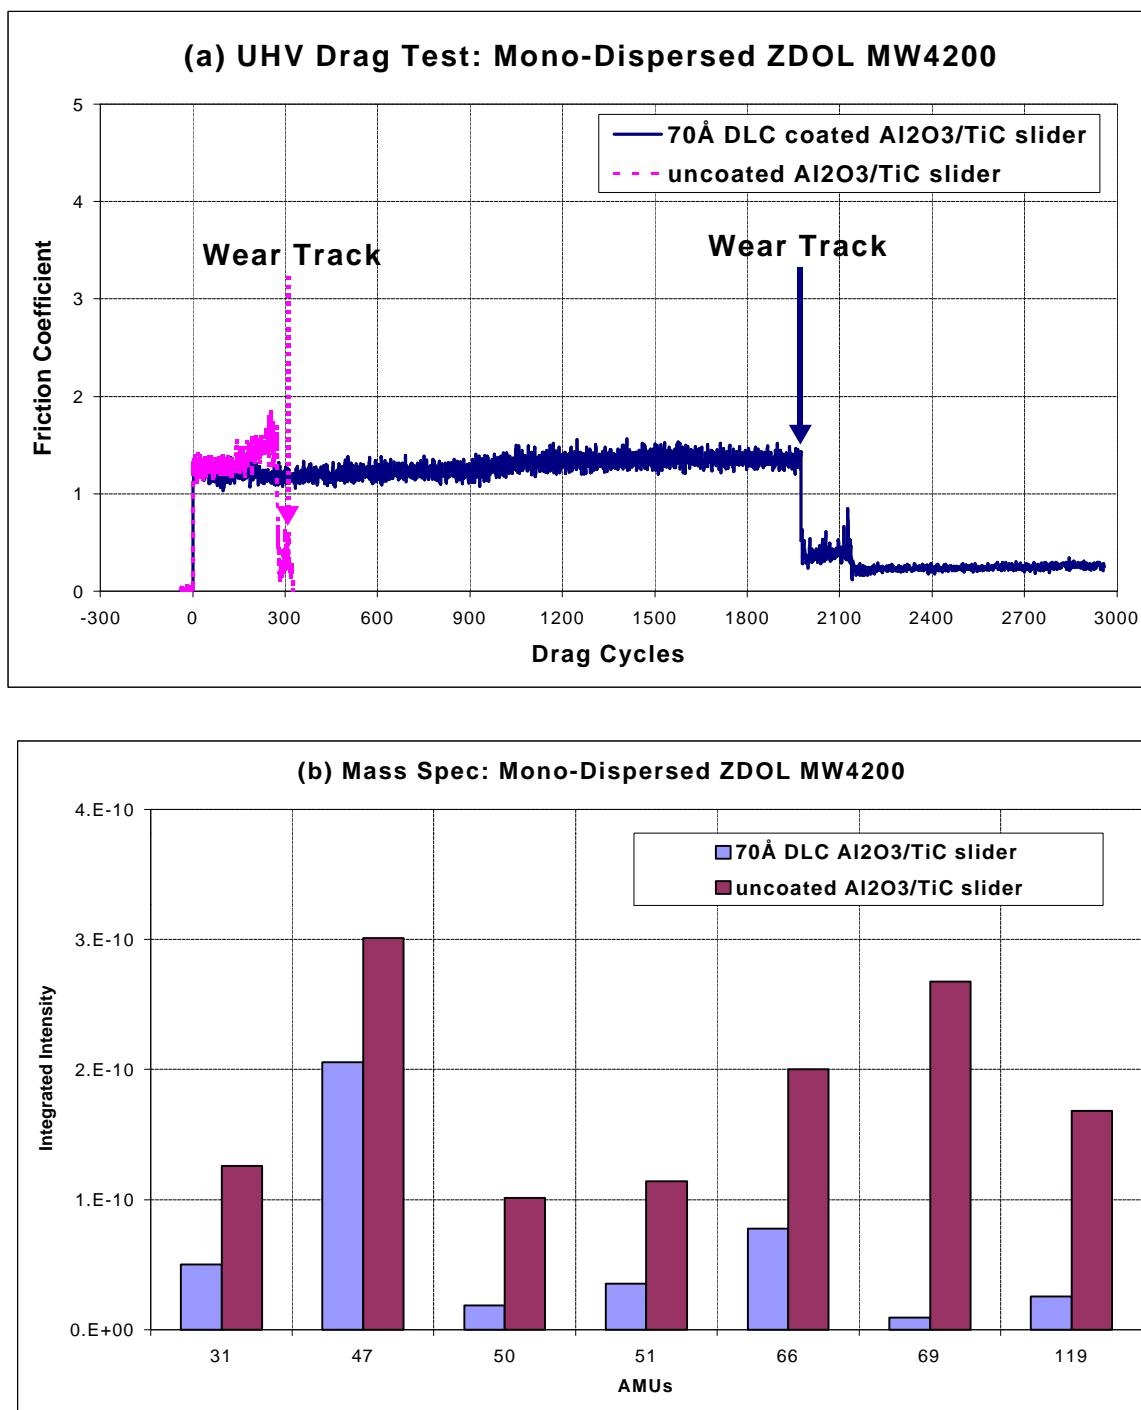 (a) UHV Drag Test: Mono-Dispersed ZDOL MW4200
5
4
3
2
1
0
Friction Coefficient
70Å DLC coated Al2O3/TiC slider
uncoated Al2O3/TiC slider
Wear Track
Wear Track
-300 0 300 600 900 1200 1500 1800 2100 2400 2700 3000
Drag Cycles
(b) Mass Spec: Mono-Dispersed ZDOL MW4200
4.E-10
3.E-10
2.E-10
1.E-10
0.E+00
Integrated Intensity
70Å DLC Al2O3/TiC slider
uncoated Al2O3/TiC slider
31 47 50 51 66 69 119
AMUs